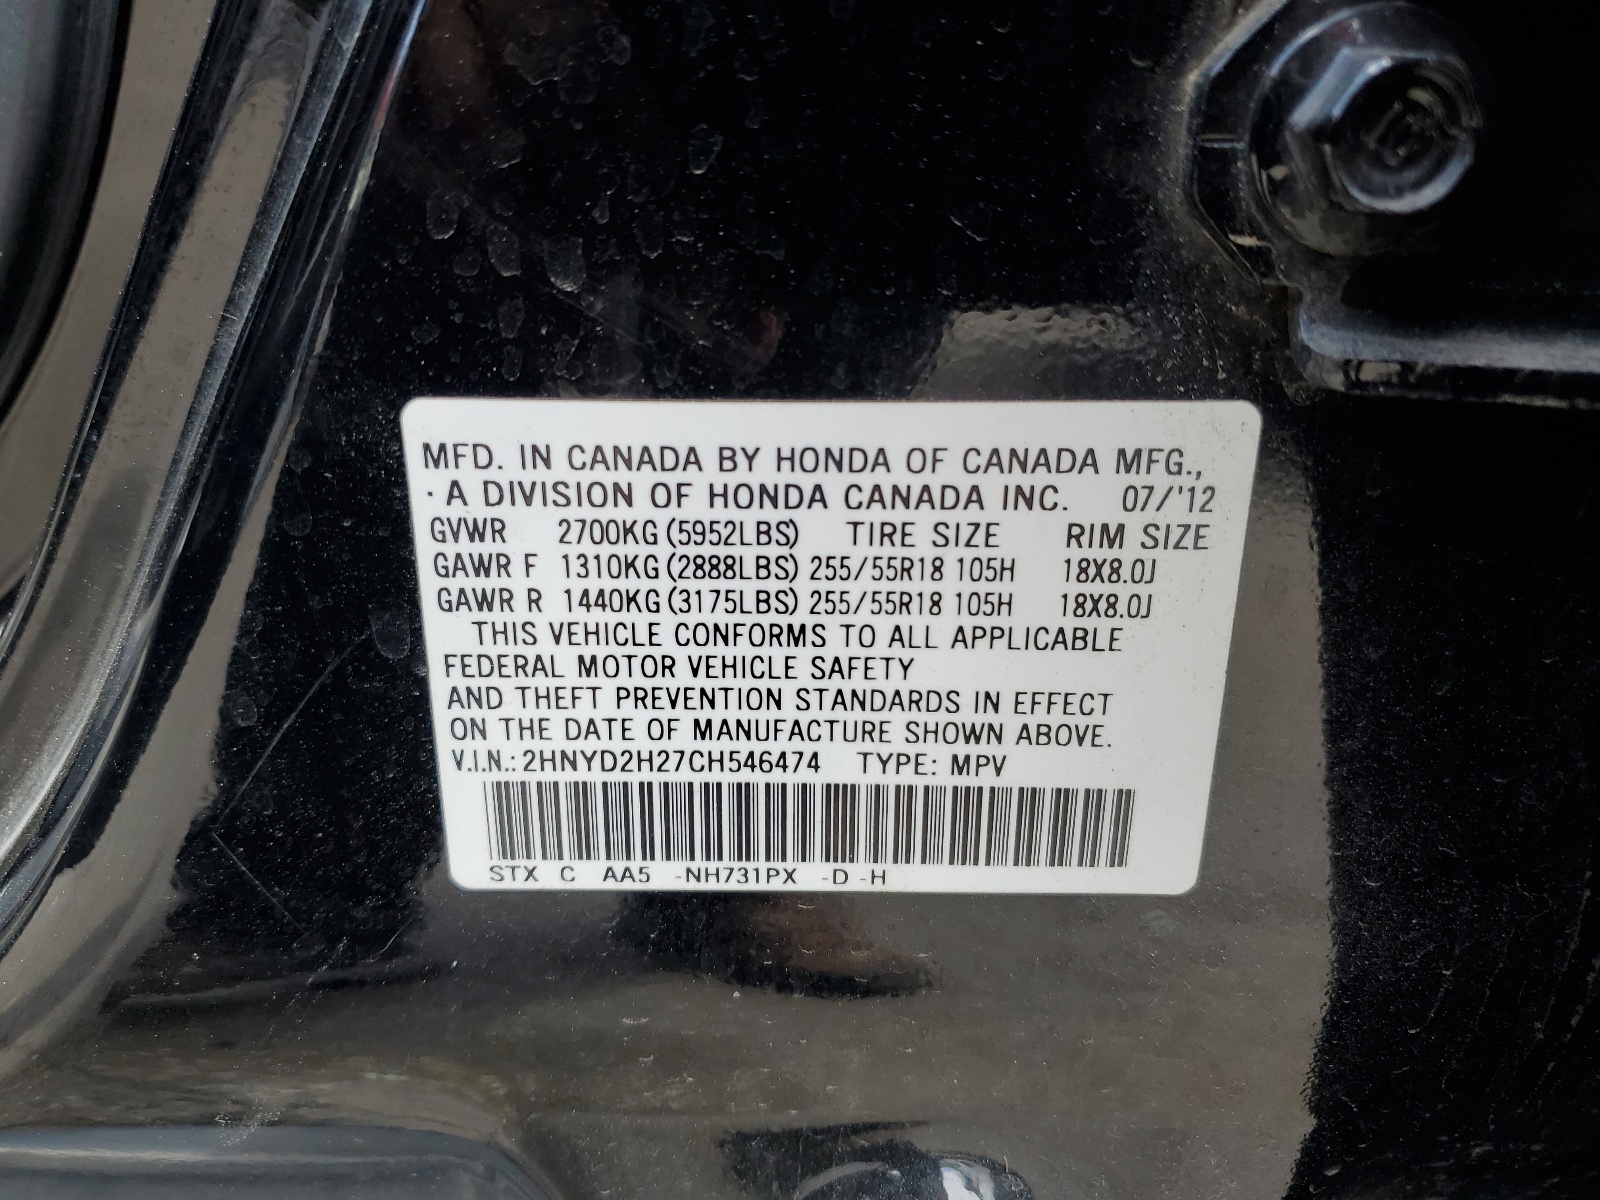 MFD. IN CANADA BY HONDA OF CANADA MFG.,
· A DIVISION OF HONDA CANADA INC. 07/'12
GVWR 2700KG (5952LBS) TIRE SIZE RIM SIZE
GAWR F 1310KG (2888LBS) 255/55R18 105H 18X8.0J
GAWR R 1440KG (3175LBS) 255/55R18 105H 18X8.0J
THIS VEHICLE CONFORMS TO ALL APPLICABLE
FEDERAL MOTOR VEHICLE SAFETY
AND THEFT PREVENTION STANDARDS IN EFFECT
ON THE DATE OF MANUFACTURE SHOWN ABOVE.
V.I.N.: 2HNYD2H27CH546474 TYPE: MPV
STX C AA5 -NH731PX -D -H